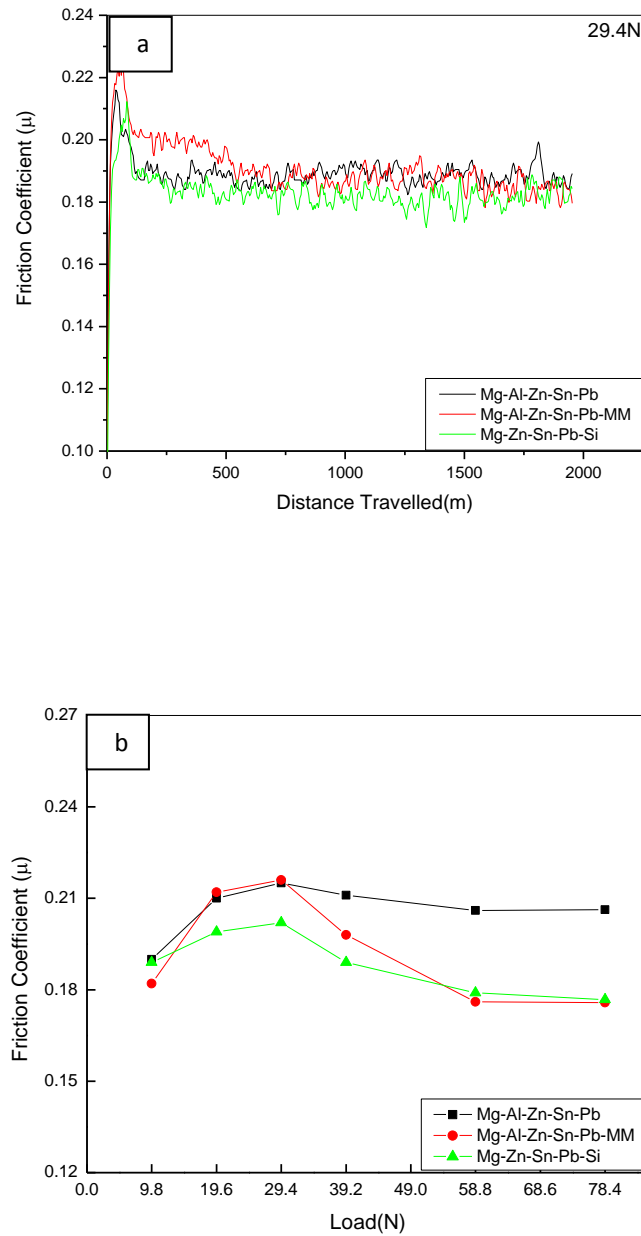 a
29.4N
0.24
0.22
0.20
0.18
0.16
0.14
0.12
0.10
Friction Coefficient (μ)
Mg-Al-Zn-Sn-Pb
Mg-Al-Zn-Sn-Pb-MM
Mg-Zn-Sn-Pb-Si
0 500 1000 1500 2000
Distance Travelled(m)
b
0.27
0.24
0.21
0.18
0.15
0.12
Friction Coefficient (μ)
Mg-Al-Zn-Sn-Pb
Mg-Al-Zn-Sn-Pb-MM
Mg-Zn-Sn-Pb-Si
0.0 9.8 19.6 29.4 39.2 49.0 58.8 68.6 78.4
Load(N)